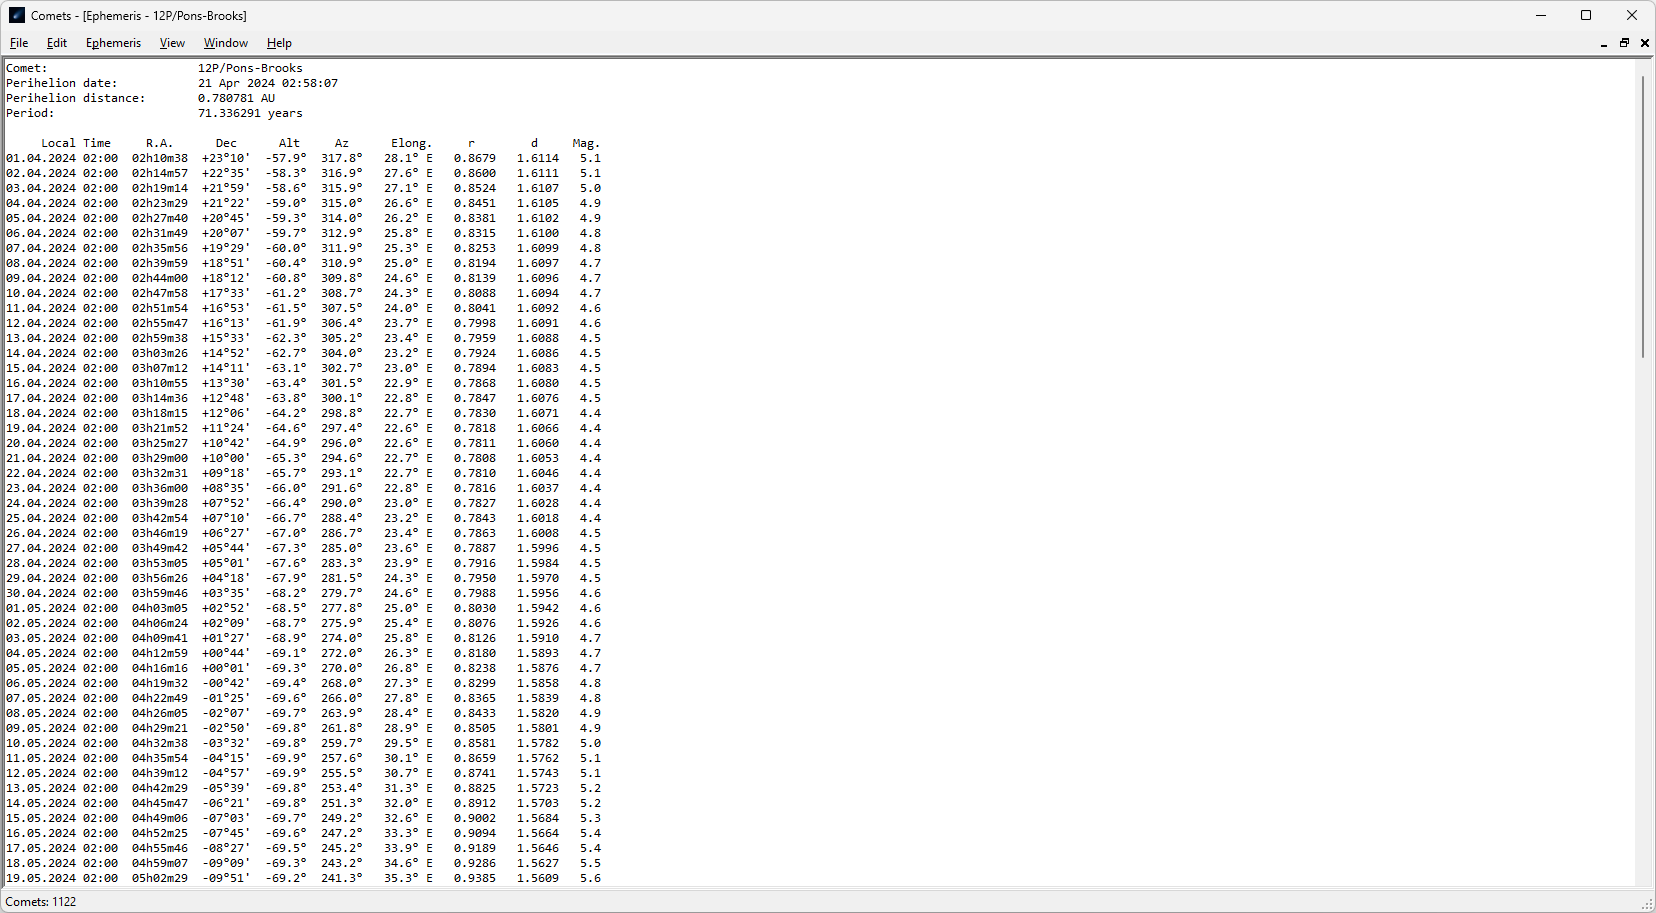 Comets - [Ephemeris - 12P/Pons-Brooks]
File Edit Ephemeris View Window Help
Comet: 12P/Pons-Brooks
Perihelion date: 21 Apr 2024 02:58:07
Perihelion distance: 0.780781 AU
Period: 71.336291 years
Local Time R.A. Dec Alt Az Elong. r d Mag.
01.04.2024 02:00 02h10m38 +23°10' -57.9° 317.8° 28.1° E 0.8679 1.6114 5.1
02.04.2024 02:00 02h14m57 +22°35' -58.3° 316.9° 27.6° E 0.8600 1.6111 5.1
03.04.2024 02:00 02h19m14 +21°59' -58.6° 315.9° 27.1° E 0.8524 1.6107 5.0
04.04.2024 02:00 02h23m29 +21°22' -59.0° 315.0° 26.6° E 0.8451 1.6105 4.9
05.04.2024 02:00 02h27m40 +20°45' -59.3° 314.0° 26.2° E 0.8381 1.6102 4.9
06.04.2024 02:00 02h31m49 +20°07' -59.7° 312.9° 25.8° E 0.8315 1.6100 4.8
07.04.2024 02:00 02h35m56 +19°29' -60.0° 311.9° 25.3° E 0.8253 1.6099 4.8
08.04.2024 02:00 02h39m59 +18°51' -60.4° 310.9° 25.0° E 0.8194 1.6097 4.7
09.04.2024 02:00 02h44m00 +18°12' -60.8° 309.8° 24.6° E 0.8139 1.6096 4.7
10.04.2024 02:00 02h47m58 +17°33' -61.2° 308.7° 24.3° E 0.8088 1.6094 4.7
11.04.2024 02:00 02h51m54 +16°53' -61.5° 307.5° 24.0° E 0.8041 1.6092 4.6
12.04.2024 02:00 02h55m47 +16°13' -61.9° 306.4° 23.7° E 0.7998 1.6091 4.6
13.04.2024 02:00 02h59m38 +15°33' -62.3° 305.2° 23.4° E 0.7959 1.6088 4.5
14.04.2024 02:00 03h03m26 +14°52' -62.7° 304.0° 23.2° E 0.7924 1.6086 4.5
15.04.2024 02:00 03h07m12 +14°11' -63.1° 302.7° 23.0° E 0.7894 1.6083 4.5
16.04.2024 02:00 03h10m55 +13°30' -63.4° 301.5° 22.9° E 0.7868 1.6080 4.5
17.04.2024 02:00 03h14m36 +12°48' -63.8° 300.1° 22.8° E 0.7847 1.6076 4.5
18.04.2024 02:00 03h18m15 +12°06' -64.2° 298.8° 22.7° E 0.7830 1.6071 4.4
19.04.2024 02:00 03h21m52 +11°24' -64.6° 297.4° 22.6° E 0.7818 1.6066 4.4
20.04.2024 02:00 03h25m27 +10°42' -64.9° 296.0° 22.6° E 0.7811 1.6060 4.4
21.04.2024 02:00 03h29m00 +10°00' -65.3° 294.6° 22.7° E 0.7808 1.6053 4.4
22.04.2024 02:00 03h32m31 +09°18' -65.7° 293.1° 22.7° E 0.7810 1.6046 4.4
23.04.2024 02:00 03h36m00 +08°35' -66.0° 291.6° 22.8° E 0.7816 1.6037 4.4
24.04.2024 02:00 03h39m28 +07°52' -66.4° 290.0° 23.0° E 0.7827 1.6028 4.4
25.04.2024 02:00 03h42m54 +07°10' -66.7° 288.4° 23.2° E 0.7843 1.6018 4.4
26.04.2024 02:00 03h46m19 +06°27' -67.0° 286.7° 23.4° E 0.7863 1.6008 4.5
27.04.2024 02:00 03h49m42 +05°44' -67.3° 285.0° 23.6° E 0.7887 1.5996 4.5
28.04.2024 02:00 03h53m05 +05°01' -67.6° 283.3° 23.9° E 0.7916 1.5984 4.5
29.04.2024 02:00 03h56m26 +04°18' -67.9° 281.5° 24.3° E 0.7950 1.5970 4.5
30.04.2024 02:00 03h59m46 +03°35' -68.2° 279.7° 24.6° E 0.7988 1.5956 4.6
01.05.2024 02:00 04h03m05 +02°52' -68.5° 277.8° 25.0° E 0.8030 1.5942 4.6
02.05.2024 02:00 04h06m24 +02°09' -68.7° 275.9° 25.4° E 0.8076 1.5926 4.6
03.05.2024 02:00 04h09m41 +01°27' -68.9° 274.0° 25.8° E 0.8126 1.5910 4.7
04.05.2024 02:00 04h12m59 +00°44' -69.1° 272.0° 26.3° E 0.8180 1.5893 4.7
05.05.2024 02:00 04h16m16 +00°01' -69.3° 270.0° 26.8° E 0.8238 1.5876 4.7
06.05.2024 02:00 04h19m32 -00°42' -69.4° 268.0° 27.3° E 0.8299 1.5858 4.8
07.05.2024 02:00 04h22m49 -01°25' -69.6° 266.0° 27.8° E 0.8365 1.5839 4.8
08.05.2024 02:00 04h26m05 -02°07' -69.7° 263.9° 28.4° E 0.8433 1.5820 4.9
09.05.2024 02:00 04h29m21 -02°50' -69.8° 261.8° 28.9° E 0.8505 1.5801 4.9
10.05.2024 02:00 04h32m38 -03°32' -69.8° 259.7° 29.5° E 0.8581 1.5782 5.0
11.05.2024 02:00 04h35m54 -04°15' -69.9° 257.6° 30.1° E 0.8659 1.5762 5.1
12.05.2024 02:00 04h39m12 -04°57' -69.9° 255.5° 30.7° E 0.8741 1.5743 5.1
13.05.2024 02:00 04h42m29 -05°39' -69.8° 253.4° 31.3° E 0.8825 1.5723 5.2
14.05.2024 02:00 04h45m47 -06°21' -69.8° 251.3° 32.0° E 0.8912 1.5703 5.2
15.05.2024 02:00 04h49m06 -07°03' -69.7° 249.2° 32.6° E 0.9002 1.5684 5.3
16.05.2024 02:00 04h52m25 -07°45' -69.6° 247.2° 33.3° E 0.9094 1.5664 5.4
17.05.2024 02:00 04h55m46 -08°27' -69.5° 245.2° 33.9° E 0.9189 1.5646 5.4
18.05.2024 02:00 04h59m07 -09°09' -69.3° 243.2° 34.6° E 0.9286 1.5627 5.5
19.05.2024 02:00 05h02m29 -09°51' -69.2° 241.3° 35.3° E 0.9385 1.5609 5.6
Comets: 1122